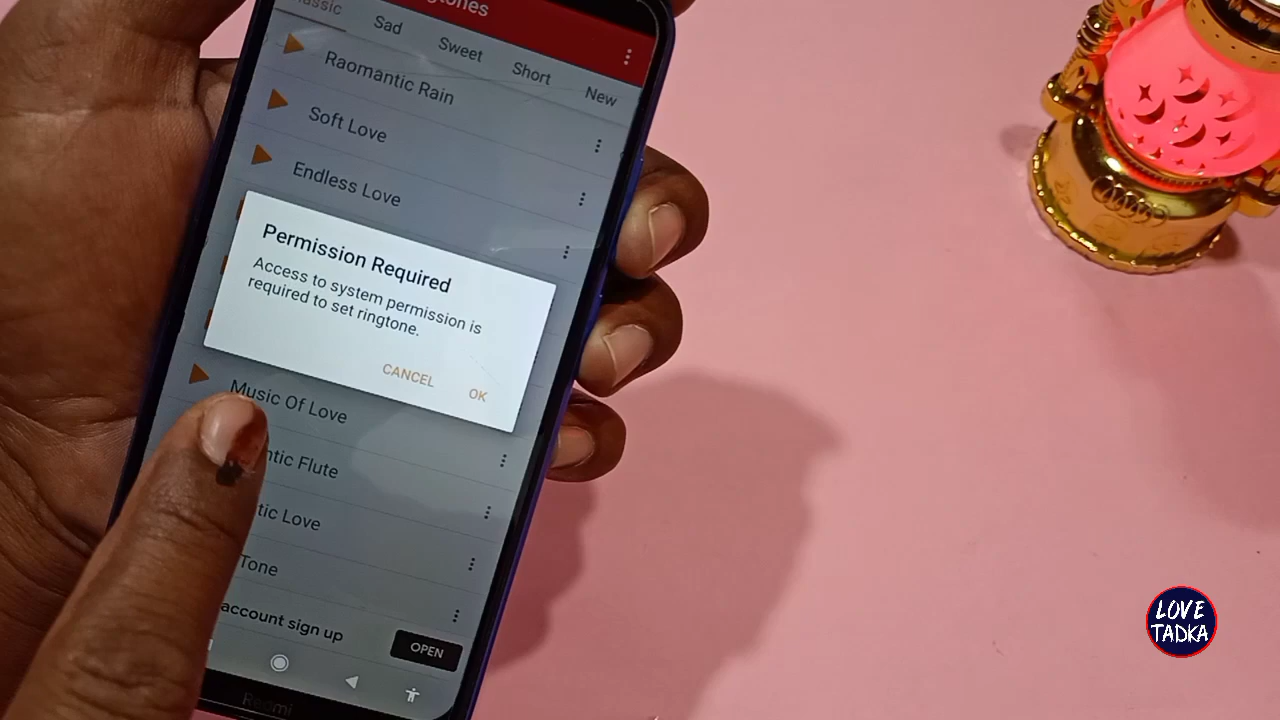 Sad
Sweet
Short
New
Raomantic Rain
Soft Love
Endless Love
Permission Required
Access to system permission is
required to set ringtone.
CANCEL
OK
Music Of Love
Love
Tone
account sign up
OPEN
Redmi
LOVE
TADKA